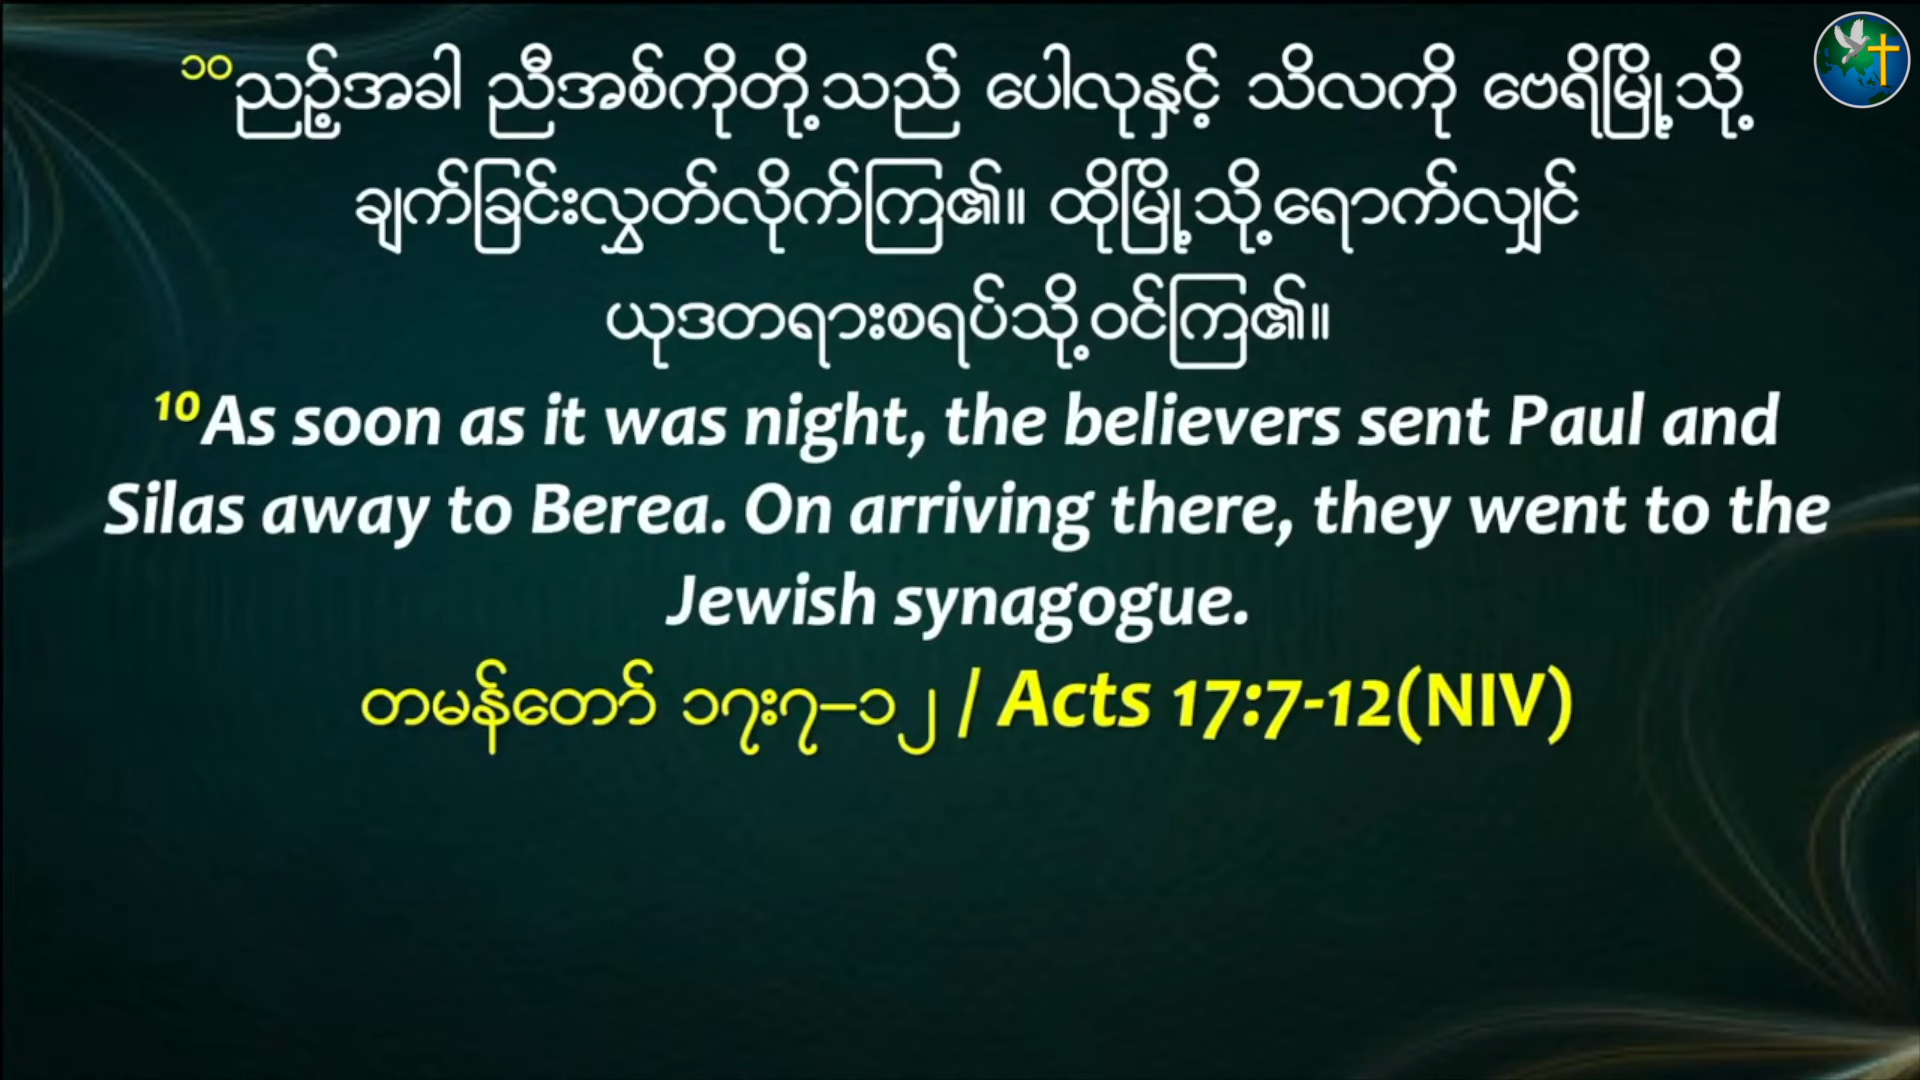 ၁၀ညဉ့်အခါ ညီအစ်ကိုတို့သည် ပေါလုနှင့် သိလကို ဗေရိမြို့သို့
ချက်ခြင်းလွှတ်လိုက်ကြ၏။ ထိုမြို့သို့ရောက်လျှင်
ယုဒတရားစရပ်သို့ဝင်ကြ၏။
10As soon as it was night, the believers sent Paul and
Silas away to Berea. On arriving there, they went to the
Jewish synagogue.
တမန်တော် ၁၇း၇–၁၂ / Acts 17:7-12(NIV)